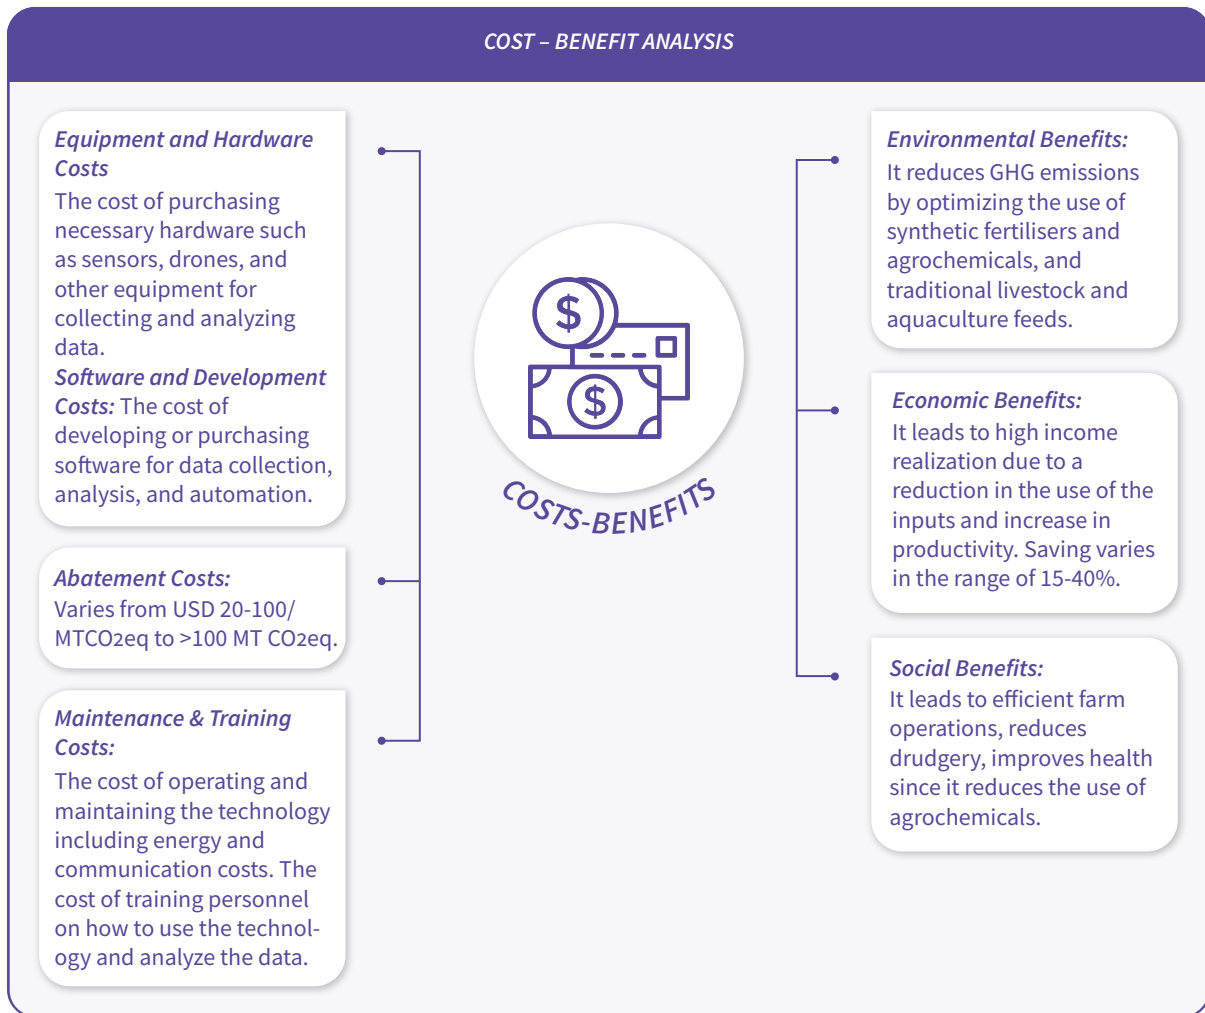 COST – BENEFIT ANALYSIS
Equipment and Hardware
Costs
The cost of purchasing
necessary hardware such
as sensors, drones, and
other equipment for
collecting and analyzing
data.
Software and Development
Costs: The cost of
developing or purchasing
software for data collection,
analysis, and automation.
Abatement Costs:
Varies from USD 20-100/
MTCO2eq to >100 MT CO2eq.
Maintenance & Training
Costs:
The cost of operating and
maintaining the technology
including energy and
communication costs. The
cost of training personnel
on how to use the technol-
ogy and analyze the data.
$
$
COSTS-BENEFITS
Environmental Benefits:
It reduces GHG emissions
by optimizing the use of
synthetic fertilisers and
agrochemicals, and
traditional livestock and
aquaculture feeds.
Economic Benefits:
It leads to high income
realization due to a
reduction in the use of the
inputs and increase in
productivity. Saving varies
in the range of 15-40%.
Social Benefits:
It leads to efficient farm
operations, reduces
drudgery, improves health
since it reduces the use of
agrochemicals.